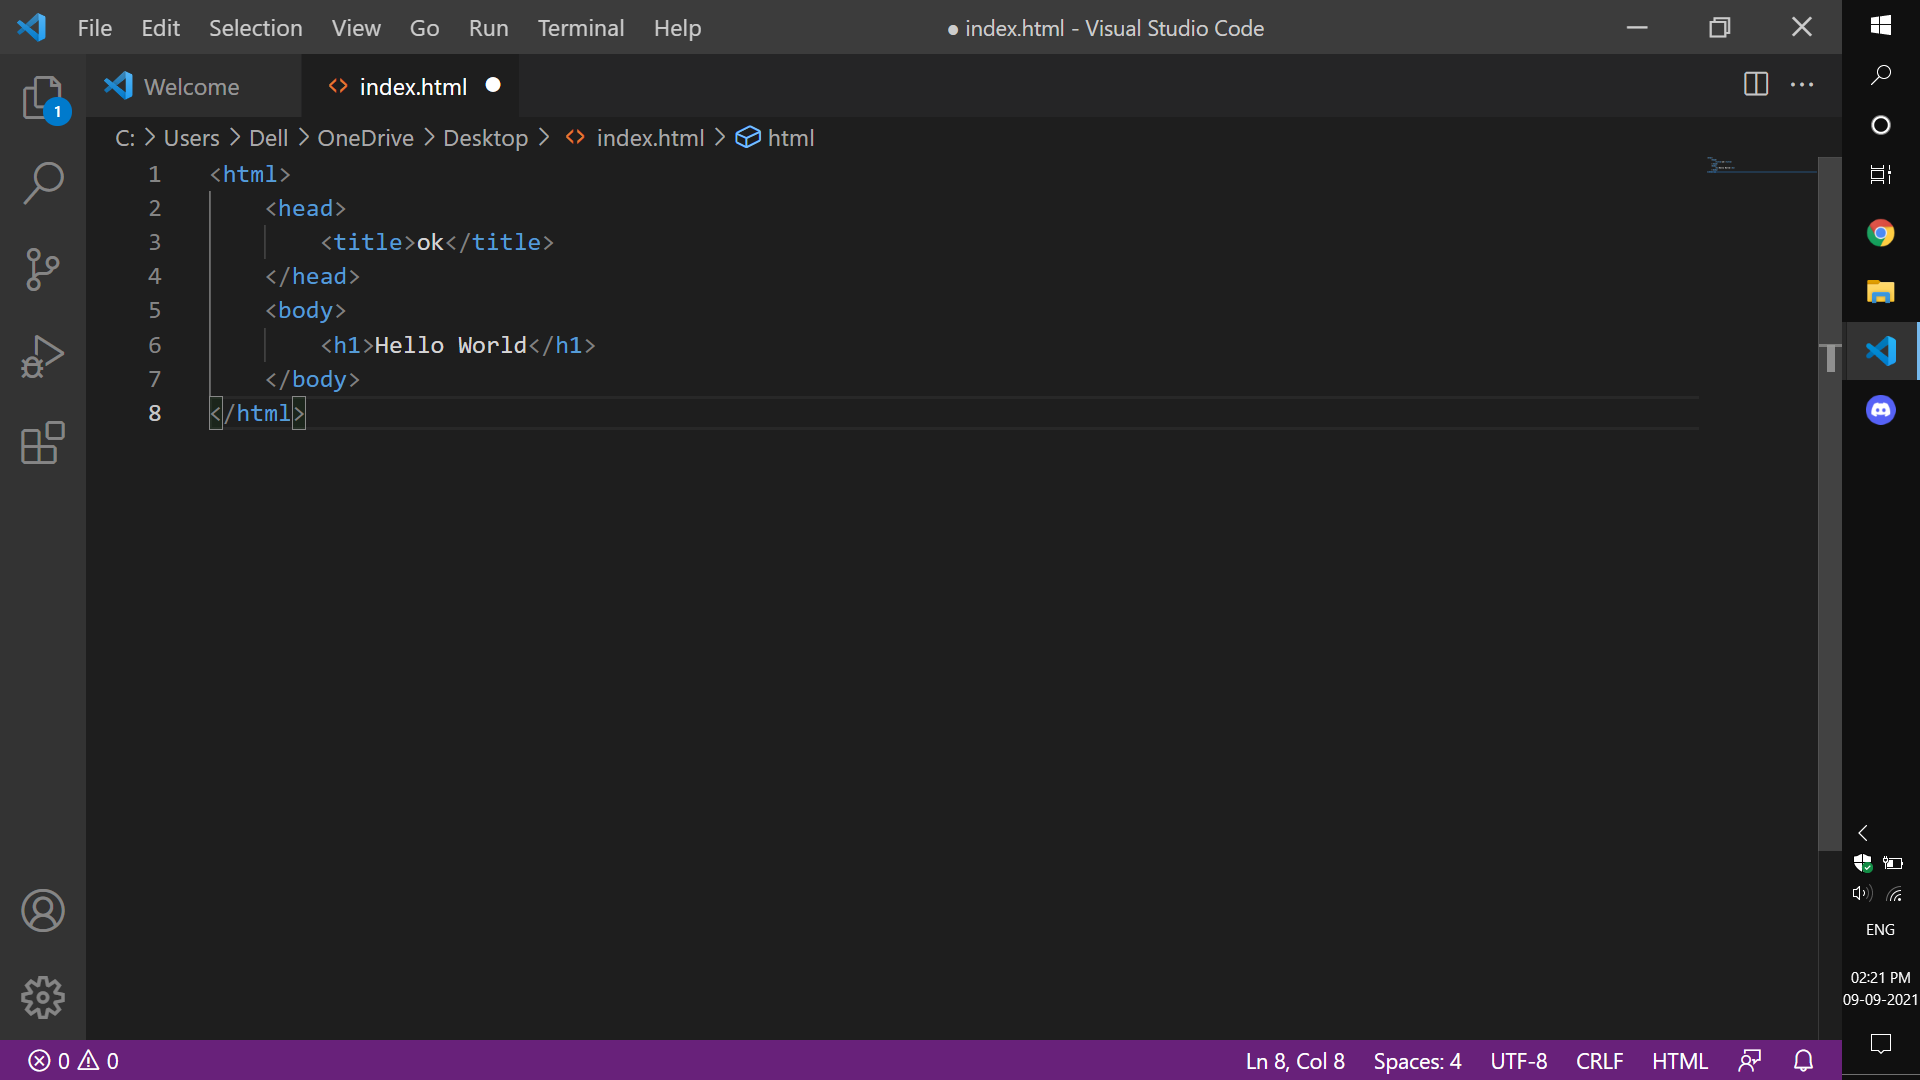 File Edit Selection View Go Run Terminal Help
● index.html - Visual Studio Code
Welcome
index.html
1
C: > Users > Dell > OneDrive > Desktop > <> index.html > html
1 <html>
2     <head>
3         <title>ok</title>
4     </head>
5     <body>
6         <h1>Hello World</h1>
7     </body>
8 </html>
ENG
02:21 PM
09-09-2021
0 0
Ln 8, Col 8 Spaces: 4 UTF-8 CRLF HTML